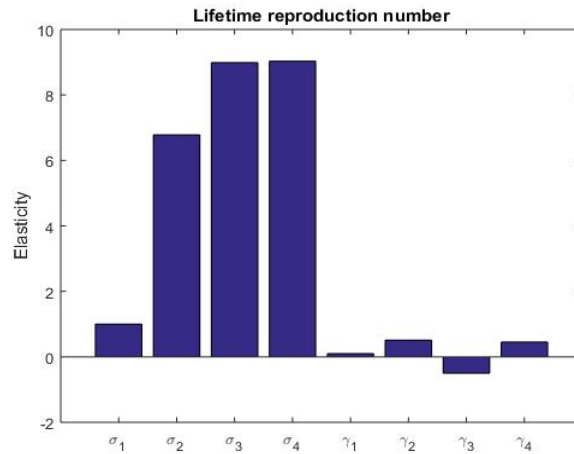 Lifetime reproduction number
10
8
6
4
2
0
-2
Elasticity
σ1 σ2 σ3 σ4 γ1 γ2 γ3 γ4